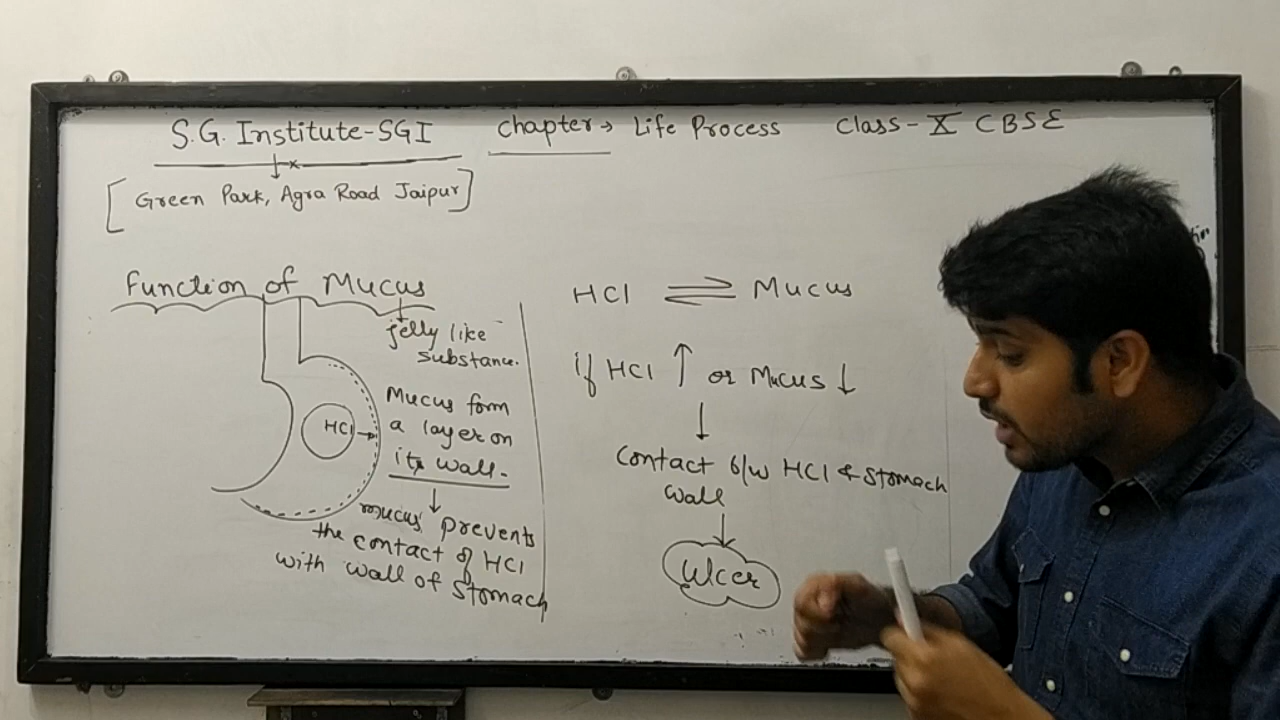 S.G. Institute-SGI Chapter → Life Process Class - X CBSE
[Green Park, Agra Road Jaipur]
Function of Mucus
↓
jelly like
substance.
HCl →
Mucus form
a layer on
its wall.
↓
mucus prevents
the contact of HCl
with wall of stomach
HCl ⇌ Mucus
if HCl ↑ or Mucus ↓
↓
Contact b/w HCl & stomach
wall
↓
Ulcer